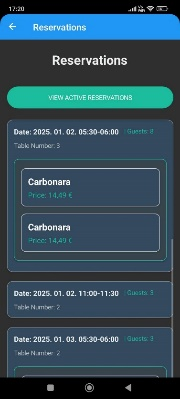 17:20
Reservations
Reservations
VIEW ACTIVE RESERVATIONS
Date: 2025. 01. 02. 05:30-06:00 Guests: 8
Table Number: 3
Carbonara
Price: 14,49 €
Carbonara
Price: 14,49 €
Date: 2025. 01. 02. 11:00-11:30 Guests: 3
Table Number: 2
Date: 2025. 01. 03. 05:30-06:00 Guests: 3
Table Number: 2